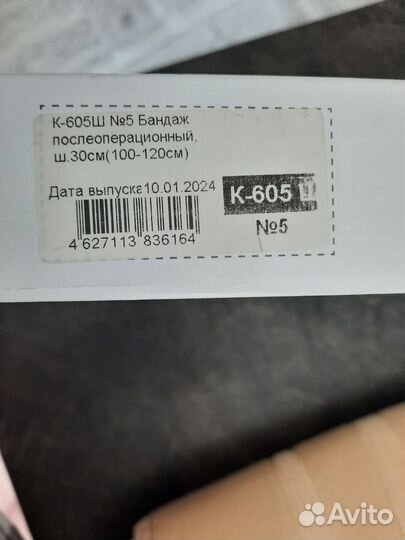 К-605Ш №5 Бандаж
послеоперационный,
ш.30см(100-120см)
Дата выпуска10.01.2024
К-605 Ш
4 627113 836164
№5
Avito